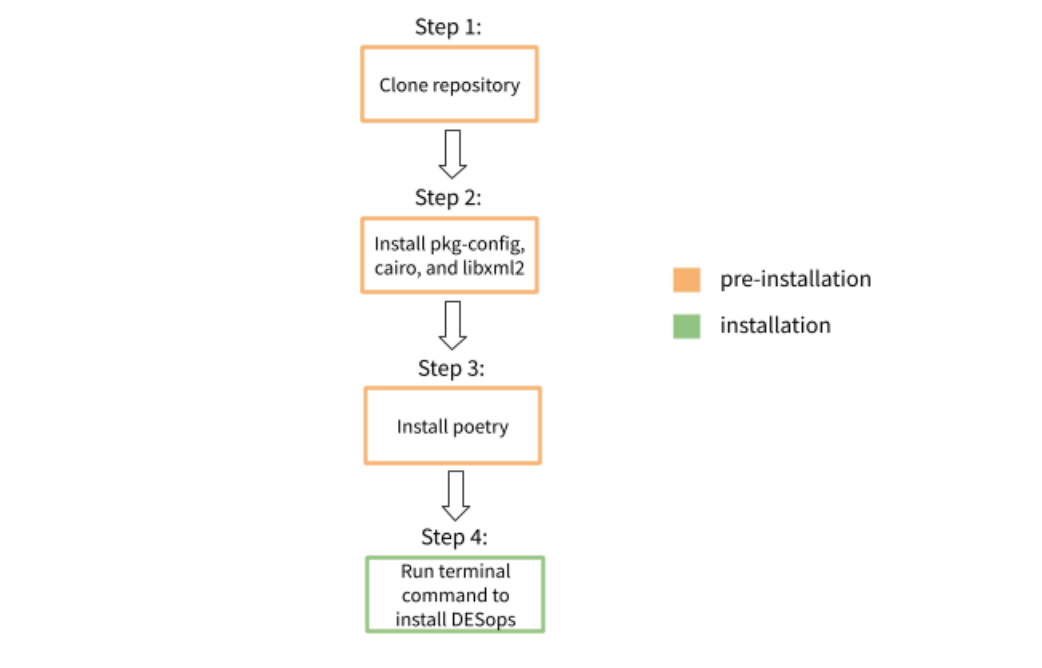 Step 1:
Clone repository
Step 2:
Install pkg-config,
cairo, and libxml2
Step 3:
Install poetry
Step 4:
Run terminal
command to
install DESops
pre-installation
installation